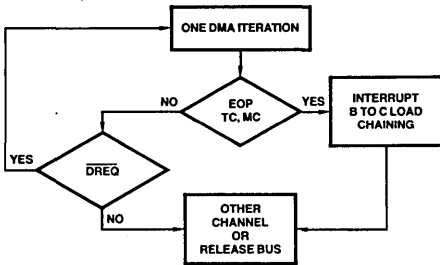 ONE DMA ITERATION
NO
EOP
TC, MC
YES
INTERRUPT
B TO C LOAD
CHAINING
YES
DREQ
NO
OTHER
CHANNEL
OR
RELEASE BUS